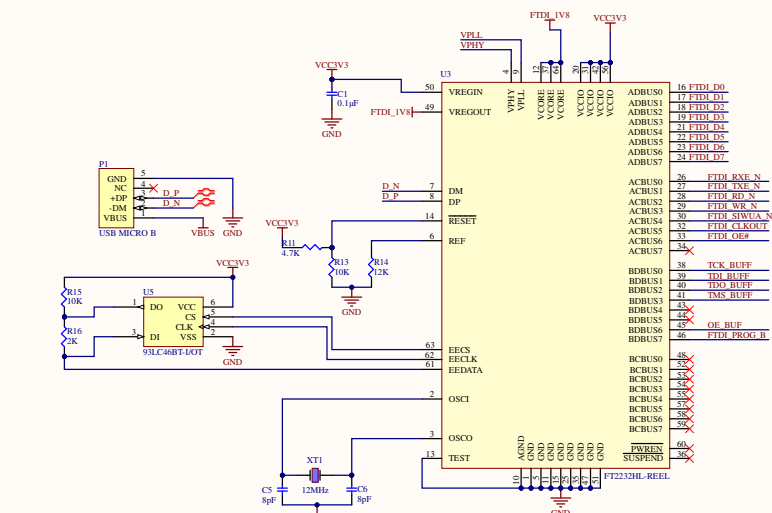 FTDI_1V8
VCC3V3
VPLL
VPHY
VCC3V3
U3
4 9 12 37 64 20 31 42 56
C1
0.1µF
GND
50 VREGIN
FTDI_1V8 49 VREGOUT
VPHY VPLL VCORE VCORE VCORE VCCIO VCCIO VCCIO VCCIO
ADBUS0 16 FTDI_D0
ADBUS1 17 FTDI_D1
ADBUS2 18 FTDI_D2
ADBUS3 19 FTDI_D3
ADBUS4 21 FTDI_D4
ADBUS5 22 FTDI_D5
ADBUS6 23 FTDI_D6
ADBUS7 24 FTDI_D7
P1
GND 5
NC 4
+DP 3 D_P
-DM 2 D_N
VBUS 1
USB MICRO B
VBUS
GND
D_N 7 DM
D_P 8 DP
14 RESET
6 REF
ACBUS0 26 FTDI_RXE_N
ACBUS1 27 FTDI_TXE_N
ACBUS2 28 FTDI_RD_N
ACBUS3 29 FTDI_WR_N
ACBUS4 30 FTDI_SIWUA_N
ACBUS5 32 FTDI_CLKOUT
ACBUS6 33 FTDI_OE#
ACBUS7 34
VCC3V3
R11
4.7K
R13
10K
R14
12K
GND
BDBUS0 38 TCK_BUFF
BDBUS1 39 TDI_BUFF
BDBUS2 40 TDO_BUFF
BDBUS3 41 TMS_BUFF
BDBUS4 43
BDBUS5 44
BDBUS6 45 OE_BUF
BDBUS7 46 FTDI_PROG_B
VCC3V3
R15
10K
R16
2K
U5
1 DO VCC 6
CS 5
CLK 4
3 DI VSS 2
93LC46BT-I/OT
GND
63 EECS
62 EECLK
61 EEDATA
BCBUS0 48
BCBUS1 52
BCBUS2 53
BCBUS3 54
BCBUS4 55
BCBUS5 57
BCBUS6 58
BCBUS7 59
2 OSCI
3 OSCO
13 TEST
PWREN 60
SUSPEND 36
XT1
12MHz
C5
8pF
C6
8pF
AGND GND GND GND GND GND GND GND GND
10 1 5 11 15 25 35 47 51
FT2232HL-REEL
GND